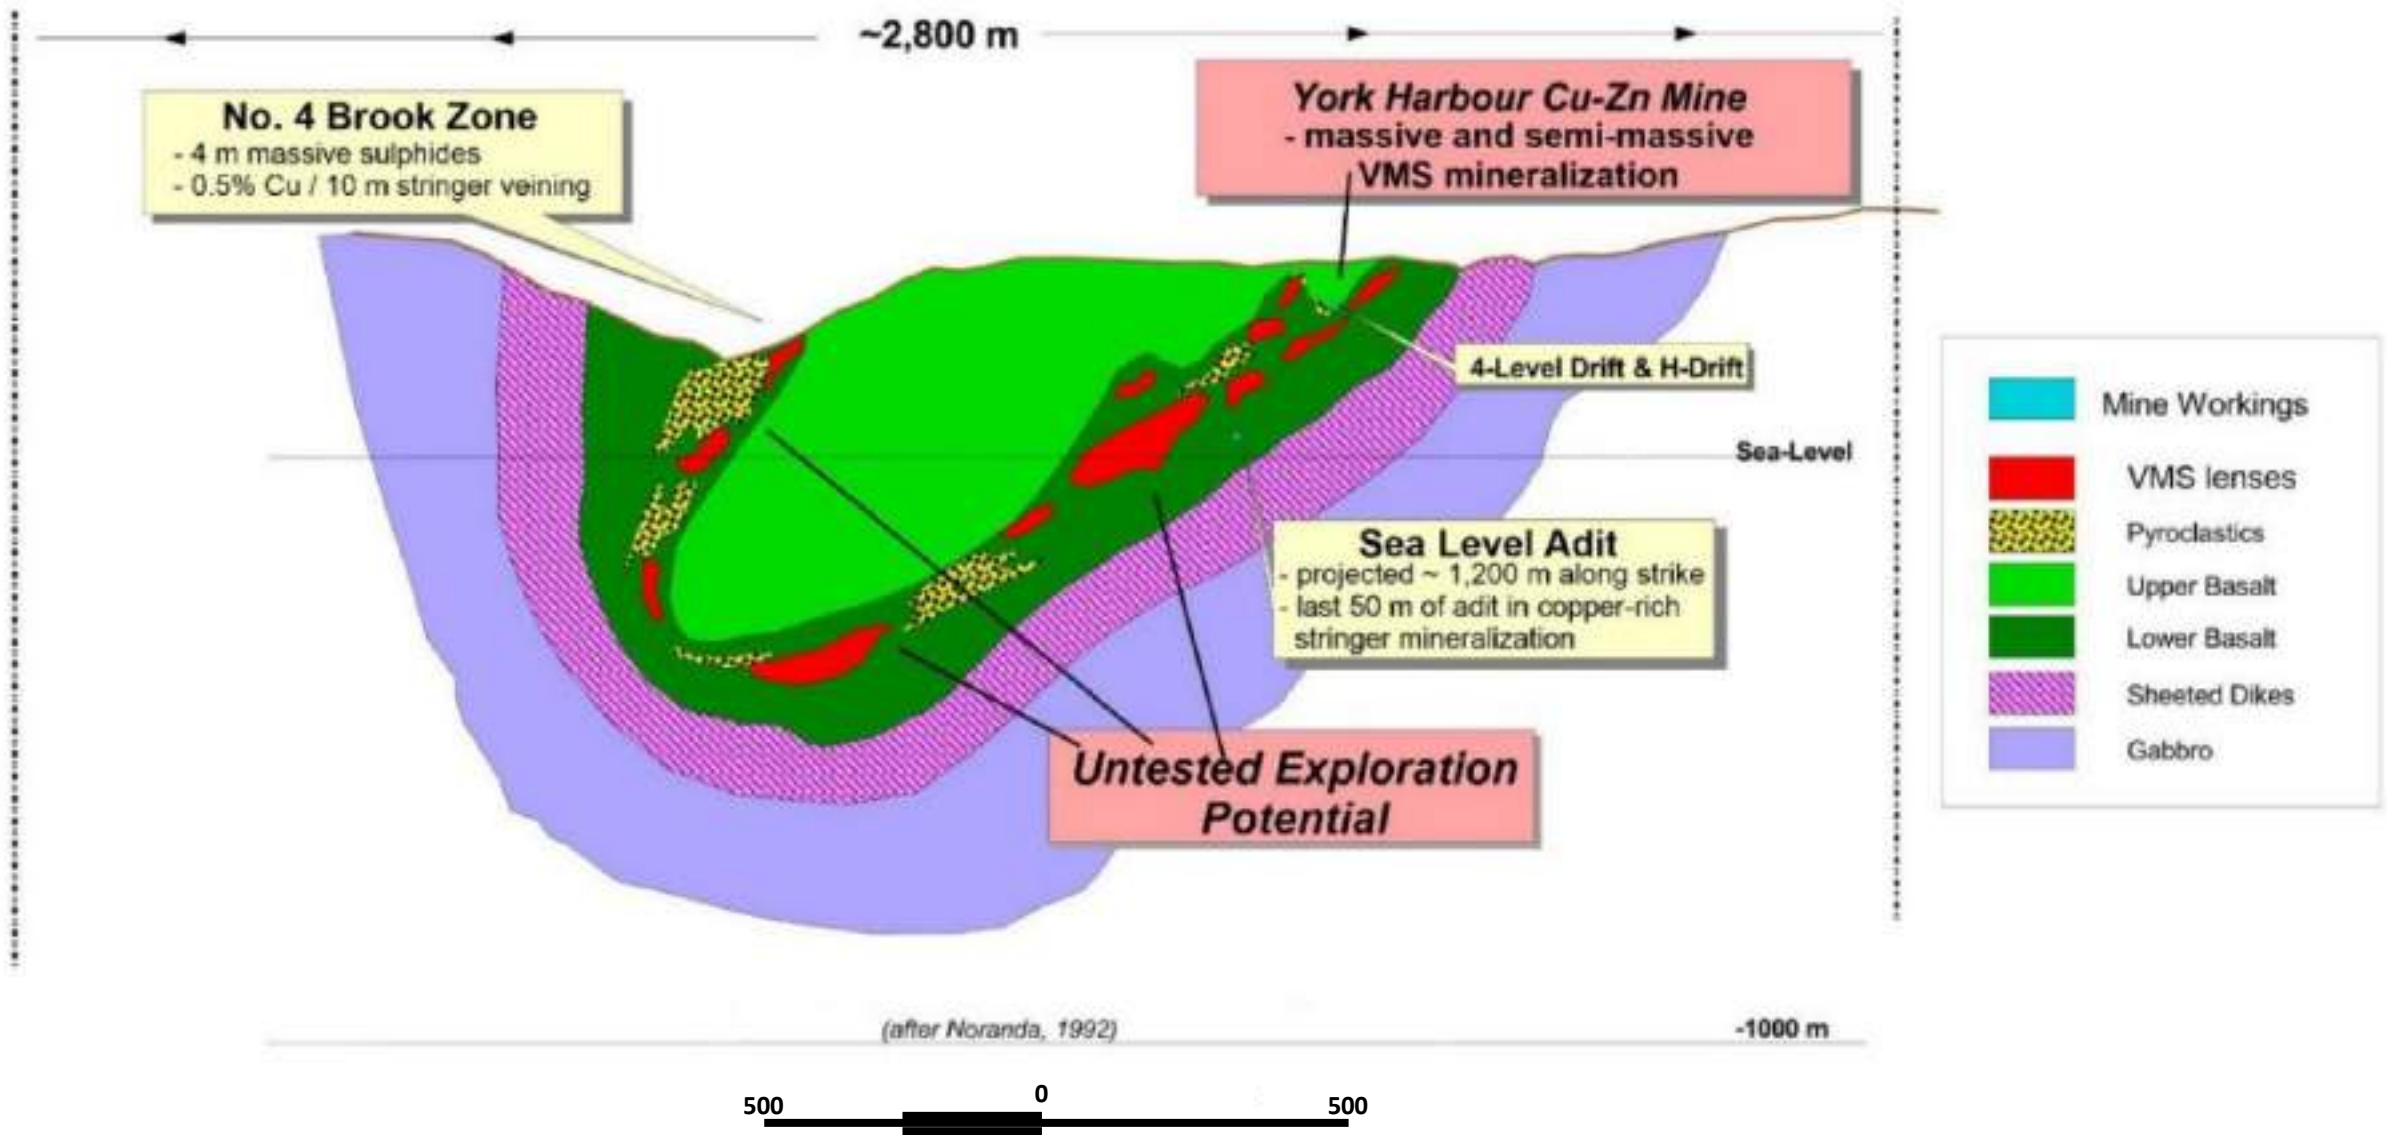 ~2,800 m
No. 4 Brook Zone
- 4 m massive sulphides
- 0.5% Cu / 10 m stringer veining
York Harbour Cu-Zn Mine
- massive and semi-massive
VMS mineralization
4-Level Drift & H-Drift
Sea-Level
Sea Level Adit
- projected ~ 1,200 m along strike
- last 50 m of adit in copper-rich
stringer mineralization
Untested Exploration
Potential
Mine Workings
VMS lenses
Pyroclastics
Upper Basalt
Lower Basalt
Sheeted Dikes
Gabbro
(after Noranda, 1992)
-1000 m
500
0
500